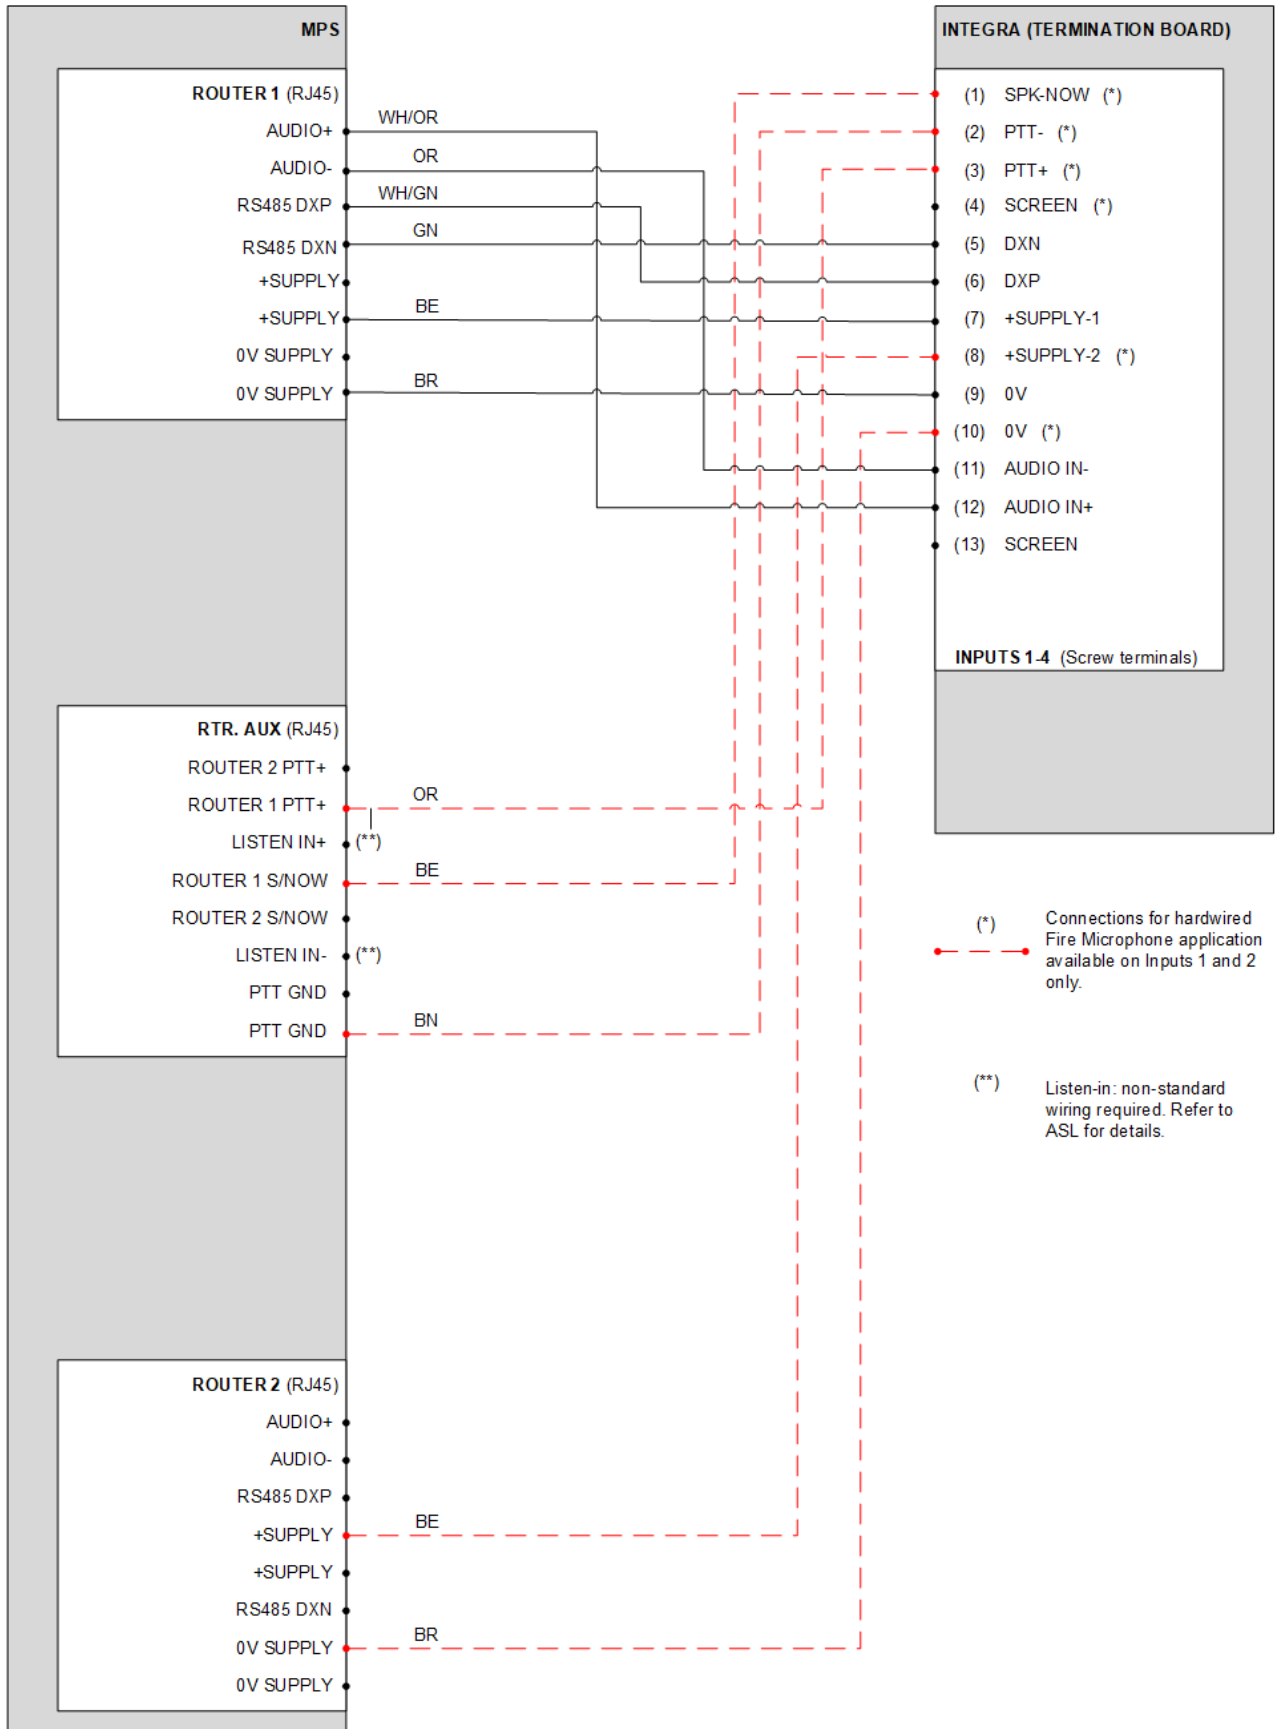 MPS
ROUTER 1 (RJ45)
AUDIO+
AUDIO-
RS485 DXP
RS485 DXN
+SUPPLY
+SUPPLY
0V SUPPLY
0V SUPPLY
WH/OR
OR
WH/GN
GN
BE
BR
INTEGRA (TERMINATION BOARD)
(1) SPK-NOW (*)
(2) PTT- (*)
(3) PTT+ (*)
(4) SCREEN (*)
(5) DXN
(6) DXP
(7) +SUPPLY-1
(8) +SUPPLY-2 (*)
(9) 0V
(10) 0V (*)
(11) AUDIO IN-
(12) AUDIO IN+
(13) SCREEN
INPUTS 1-4 (Screw terminals)
RTR. AUX (RJ45)
ROUTER 2 PTT+
ROUTER 1 PTT+
LISTEN IN+
ROUTER 1 S/NOW
ROUTER 2 S/NOW
LISTEN IN-
PTT GND
PTT GND
OR
(**)
BE
(**)
BN
(*)
Connections for hardwired
Fire Microphone application
available on Inputs 1 and 2
only.
(**)
Listen-in: non-standard
wiring required. Refer to
ASL for details.
ROUTER 2 (RJ45)
AUDIO+
AUDIO-
RS485 DXP
+SUPPLY
+SUPPLY
RS485 DXN
0V SUPPLY
0V SUPPLY
BE
BR